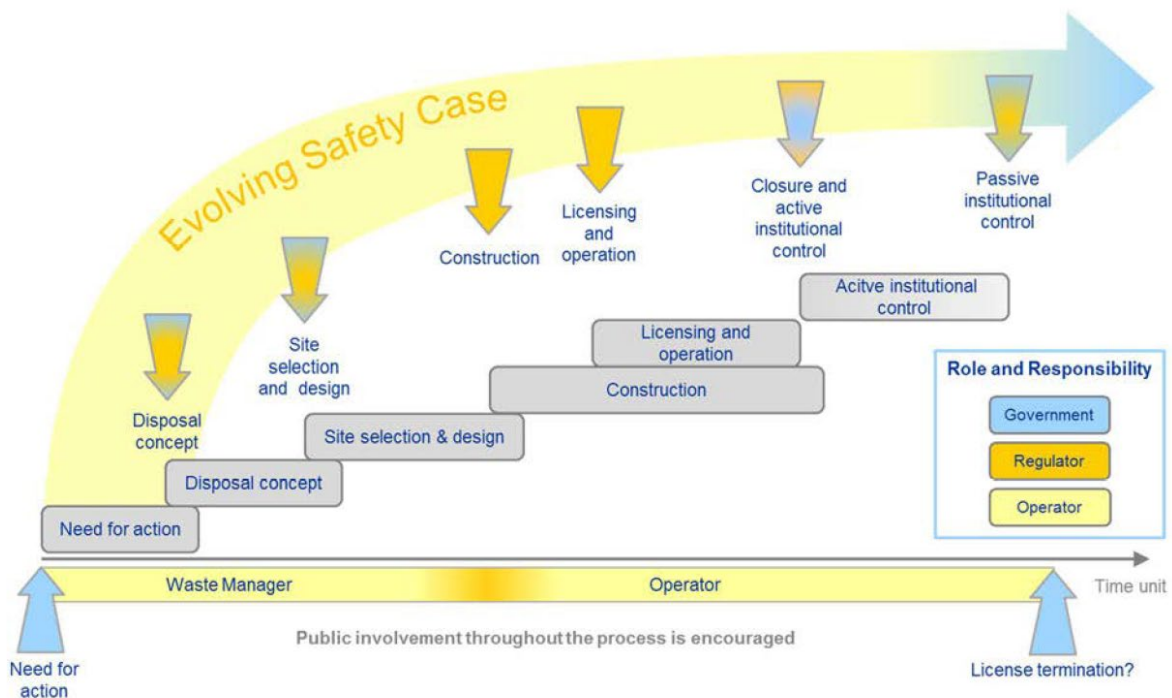 Evolving Safety Case
Disposal
concept
Site
selection
and design
Construction
Licensing
and
operation
Closure and
active
institutional
control
Passive
institutional
control
Acitve institutional
control
Licensing and
operation
Construction
Site selection & design
Disposal concept
Need for action
Role and Responsibility
Government
Regulator
Operator
Waste Manager
Operator
Time unit
Public involvement throughout the process is encouraged
Need for
action
License termination?